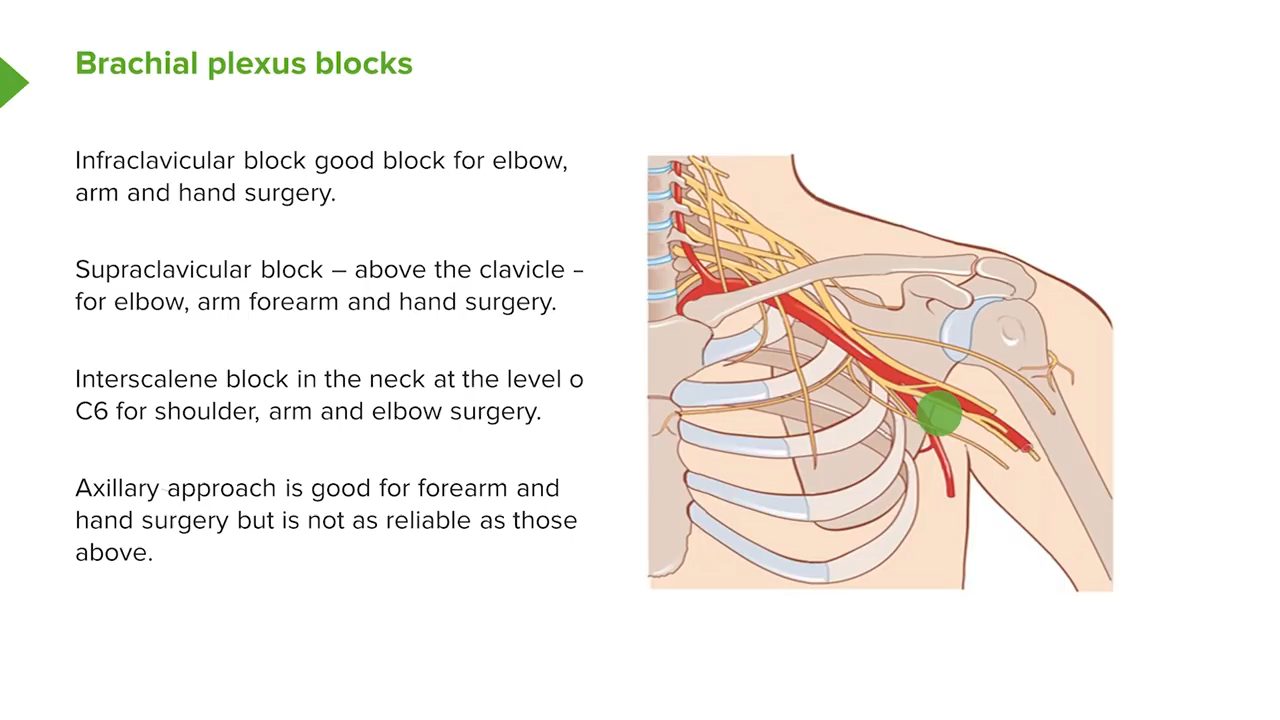 Brachial plexus blocks
Infraclavicular block good block for elbow,
arm and hand surgery.
Supraclavicular block – above the clavicle –
for elbow, arm forearm and hand surgery.
Interscalene block in the neck at the level o
C6 for shoulder, arm and elbow surgery.
Axillary approach is good for forearm and
hand surgery but is not as reliable as those
above.